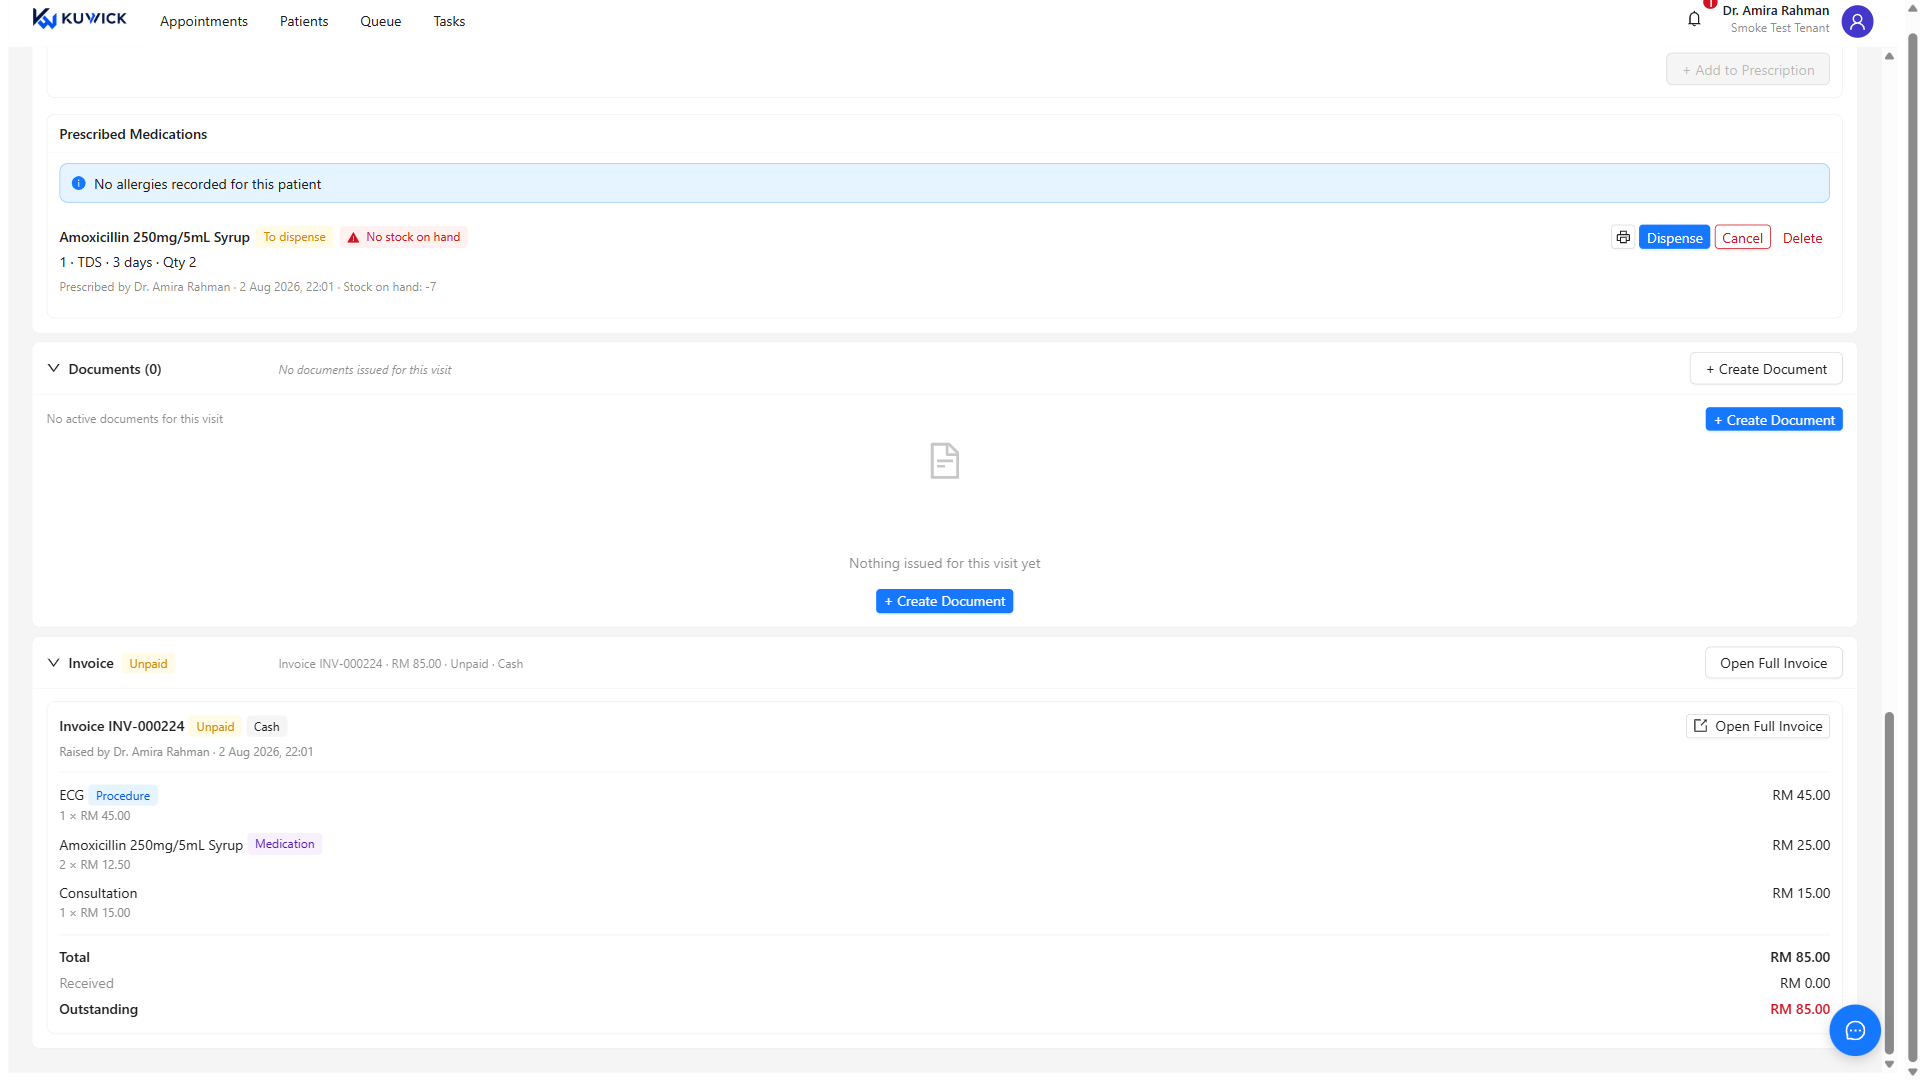 KUWICK
Appointments
Patients
Queue
Tasks
1
Dr. Amira Rahman
Smoke Test Tenant
+ Add to Prescription
Prescribed Medications
No allergies recorded for this patient
Amoxicillin 250mg/5mL Syrup To dispense No stock on hand
Dispense Cancel Delete
1 · TDS · 3 days · Qty 2
Prescribed by Dr. Amira Rahman · 2 Aug 2026, 22:01 · Stock on hand: -7
Documents (0) No documents issued for this visit + Create Document
No active documents for this visit + Create Document
Nothing issued for this visit yet
+ Create Document
Invoice Unpaid Invoice INV-000224 · RM 85.00 · Unpaid · Cash Open Full Invoice
Invoice INV-000224 Unpaid Cash Open Full Invoice
Raised by Dr. Amira Rahman · 2 Aug 2026, 22:01
ECG Procedure RM 45.00
1 × RM 45.00
Amoxicillin 250mg/5mL Syrup Medication RM 25.00
2 × RM 12.50
Consultation RM 15.00
1 × RM 15.00
Total RM 85.00
Received RM 0.00
Outstanding RM 85.00